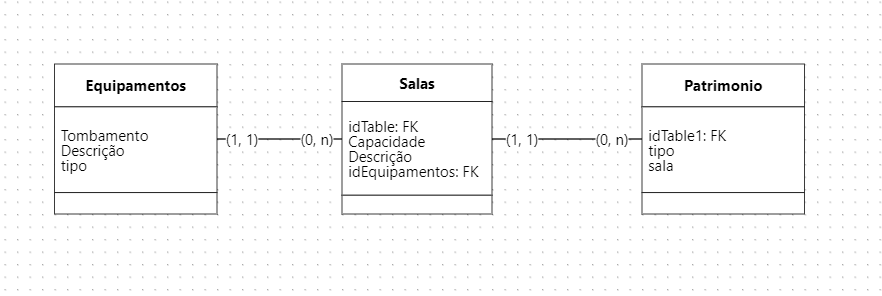 Equipamentos
Tombamento
Descrição
tipo
(1, 1)
(0, n)
Salas
idTable: FK
Capacidade
Descrição
idEquipamentos: FK
(1, 1)
(0, n)
Patrimonio
idTable1: FK
tipo
sala